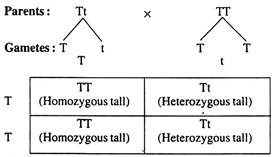 Parents : Tt × TT
Gametes : T t T T
T t
TT Tt
T (Homozygous tall) (Heterozygous tall)
TT Tt
T (Homozygous tall) (Heterozygous tall)